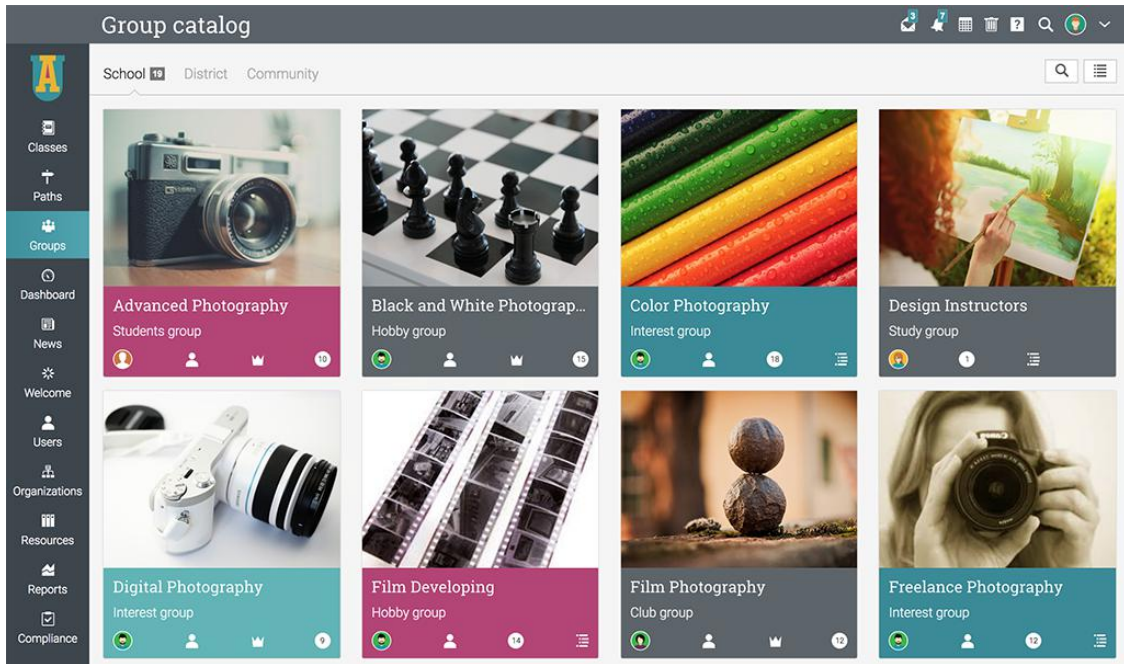 Group catalog
3
7
?
A
School 19 District Community
Classes
Paths
Groups
Dashboard
News
Welcome
Users
Organizations
Resources
Reports
Compliance
Advanced Photography
Students group
10
Black and White Photograp...
Hobby group
15
Color Photography
Interest group
18
Design Instructors
Study group
1
Digital Photography
Interest group
9
Film Developing
Hobby group
14
Film Photography
Club group
12
Freelance Photography
Interest group
12
Canon